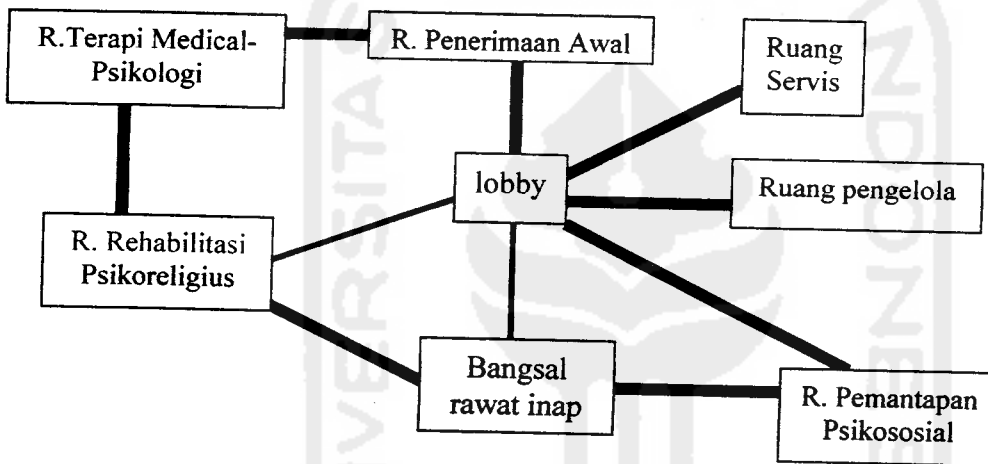 R.Terapi Medical-
Psikologi
R. Penerimaan Awal
Ruang
Servis
lobby
Ruang pengelola
R. Rehabilitasi
Psikoreligius
Bangsal
rawat inap
R. Pemantapan
Psikososial